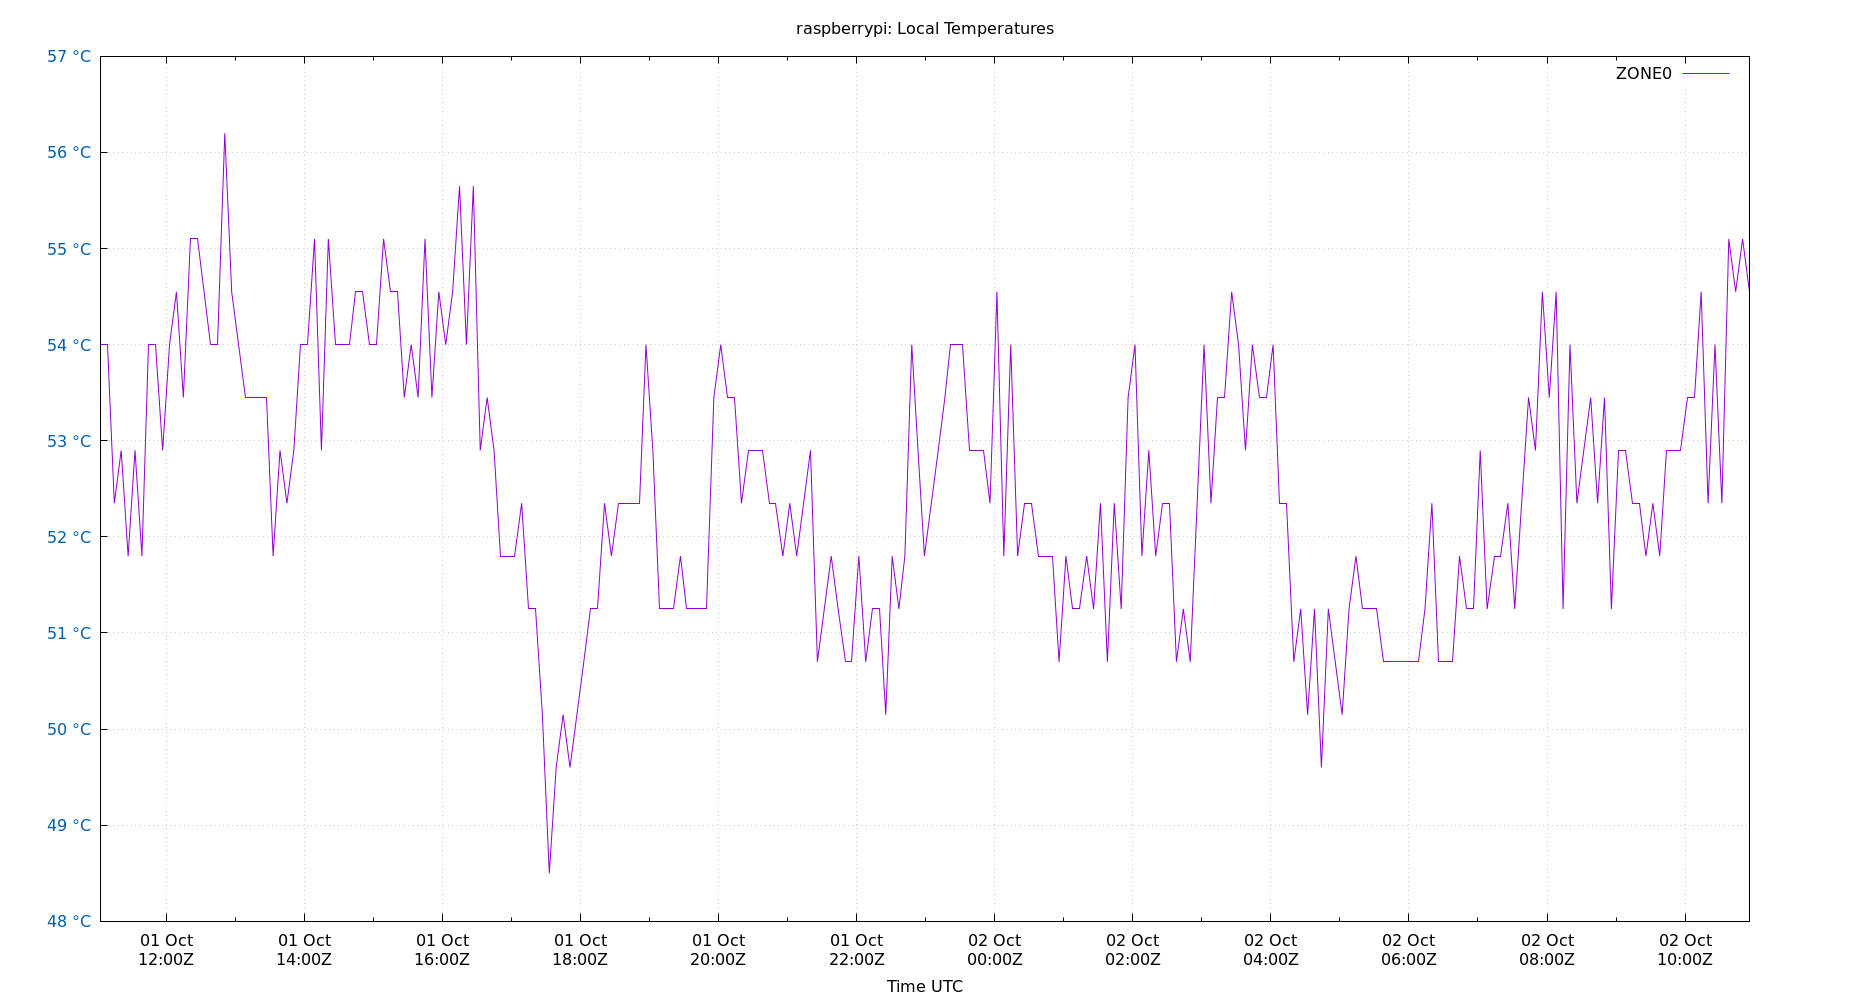 raspberrypi: Local Temperatures
57 °C
ZONE0
56 °C
55 °C
54 °C
53 °C
52 °C
51 °C
50 °C
49 °C
48 °C
01 Oct 01 Oct 01 Oct 01 Oct 01 Oct 01 Oct 02 Oct 02 Oct 02 Oct 02 Oct 02 Oct 02 Oct
12:00Z 14:00Z 16:00Z 18:00Z 20:00Z 22:00Z 00:00Z 02:00Z 04:00Z 06:00Z 08:00Z 10:00Z
Time UTC